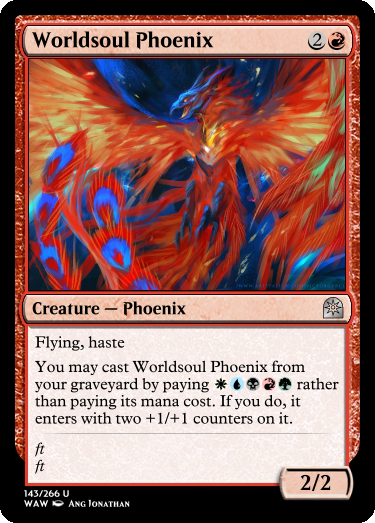 Worldsoul Phoenix 2
Creature — Phoenix
Flying, haste
You may cast Worldsoul Phoenix from
your graveyard by paying rather
than paying its mana cost. If you do, it
enters with two +1/+1 counters on it.
ft
ft
2/2
143/266 U
WAW Ang Jonathan